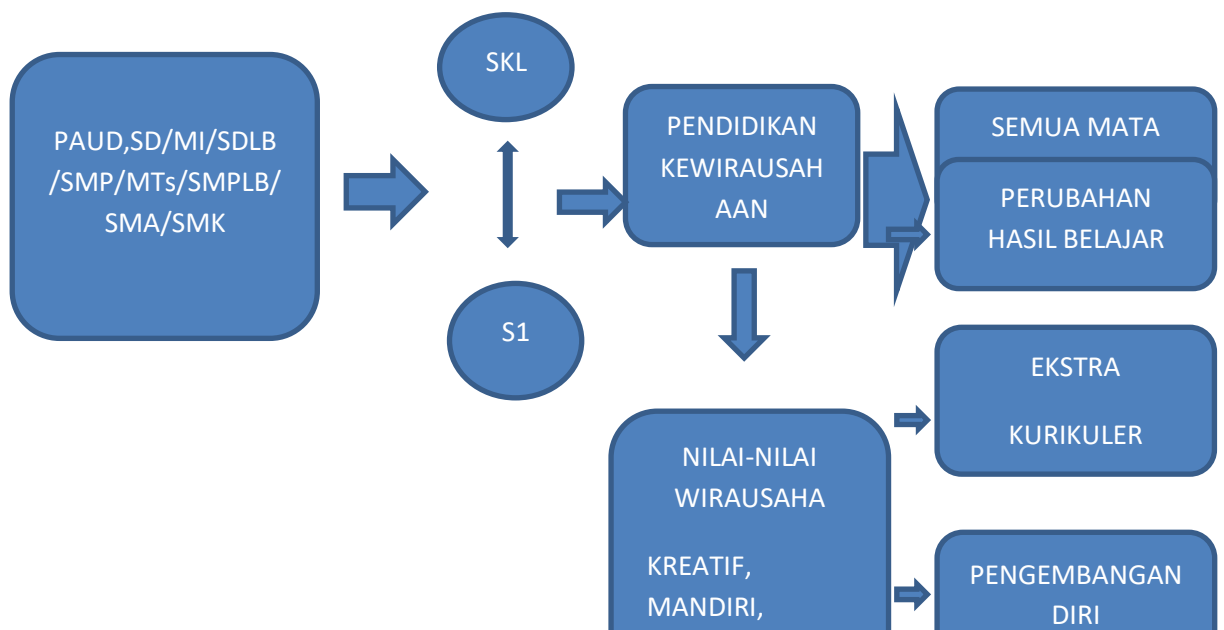 PAUD,SD/MI/SDLB
/SMP/MTs/SMPLB/
SMA/SMK
SKL
S1
PENDIDIKAN
KEWIRAUSAH
AAN
SEMUA MATA
PERUBAHAN
HASIL BELAJAR
NILAI-NILAI
WIRAUSAHA
KREATIF,
MANDIRI,
EKSTRA
KURIKULER
PENGEMBANGAN
DIRI